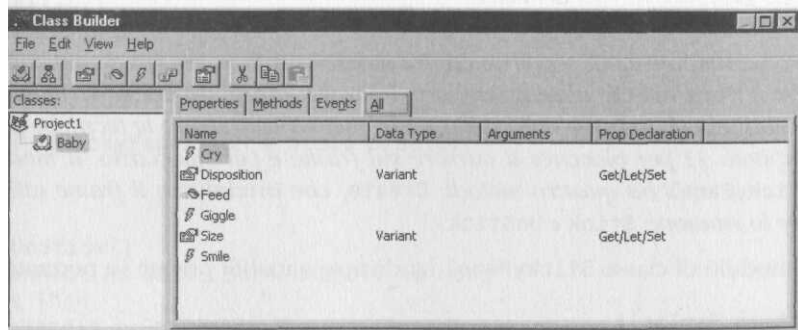 Class Builder
File Edit View Help
Classes:
Project1
Baby
Properties Methods Events All
Name Data Type Arguments Prop Declaration
Cry
Disposition Variant Get/Let/Set
Feed
Giggle
Size Variant Get/Let/Set
Smile